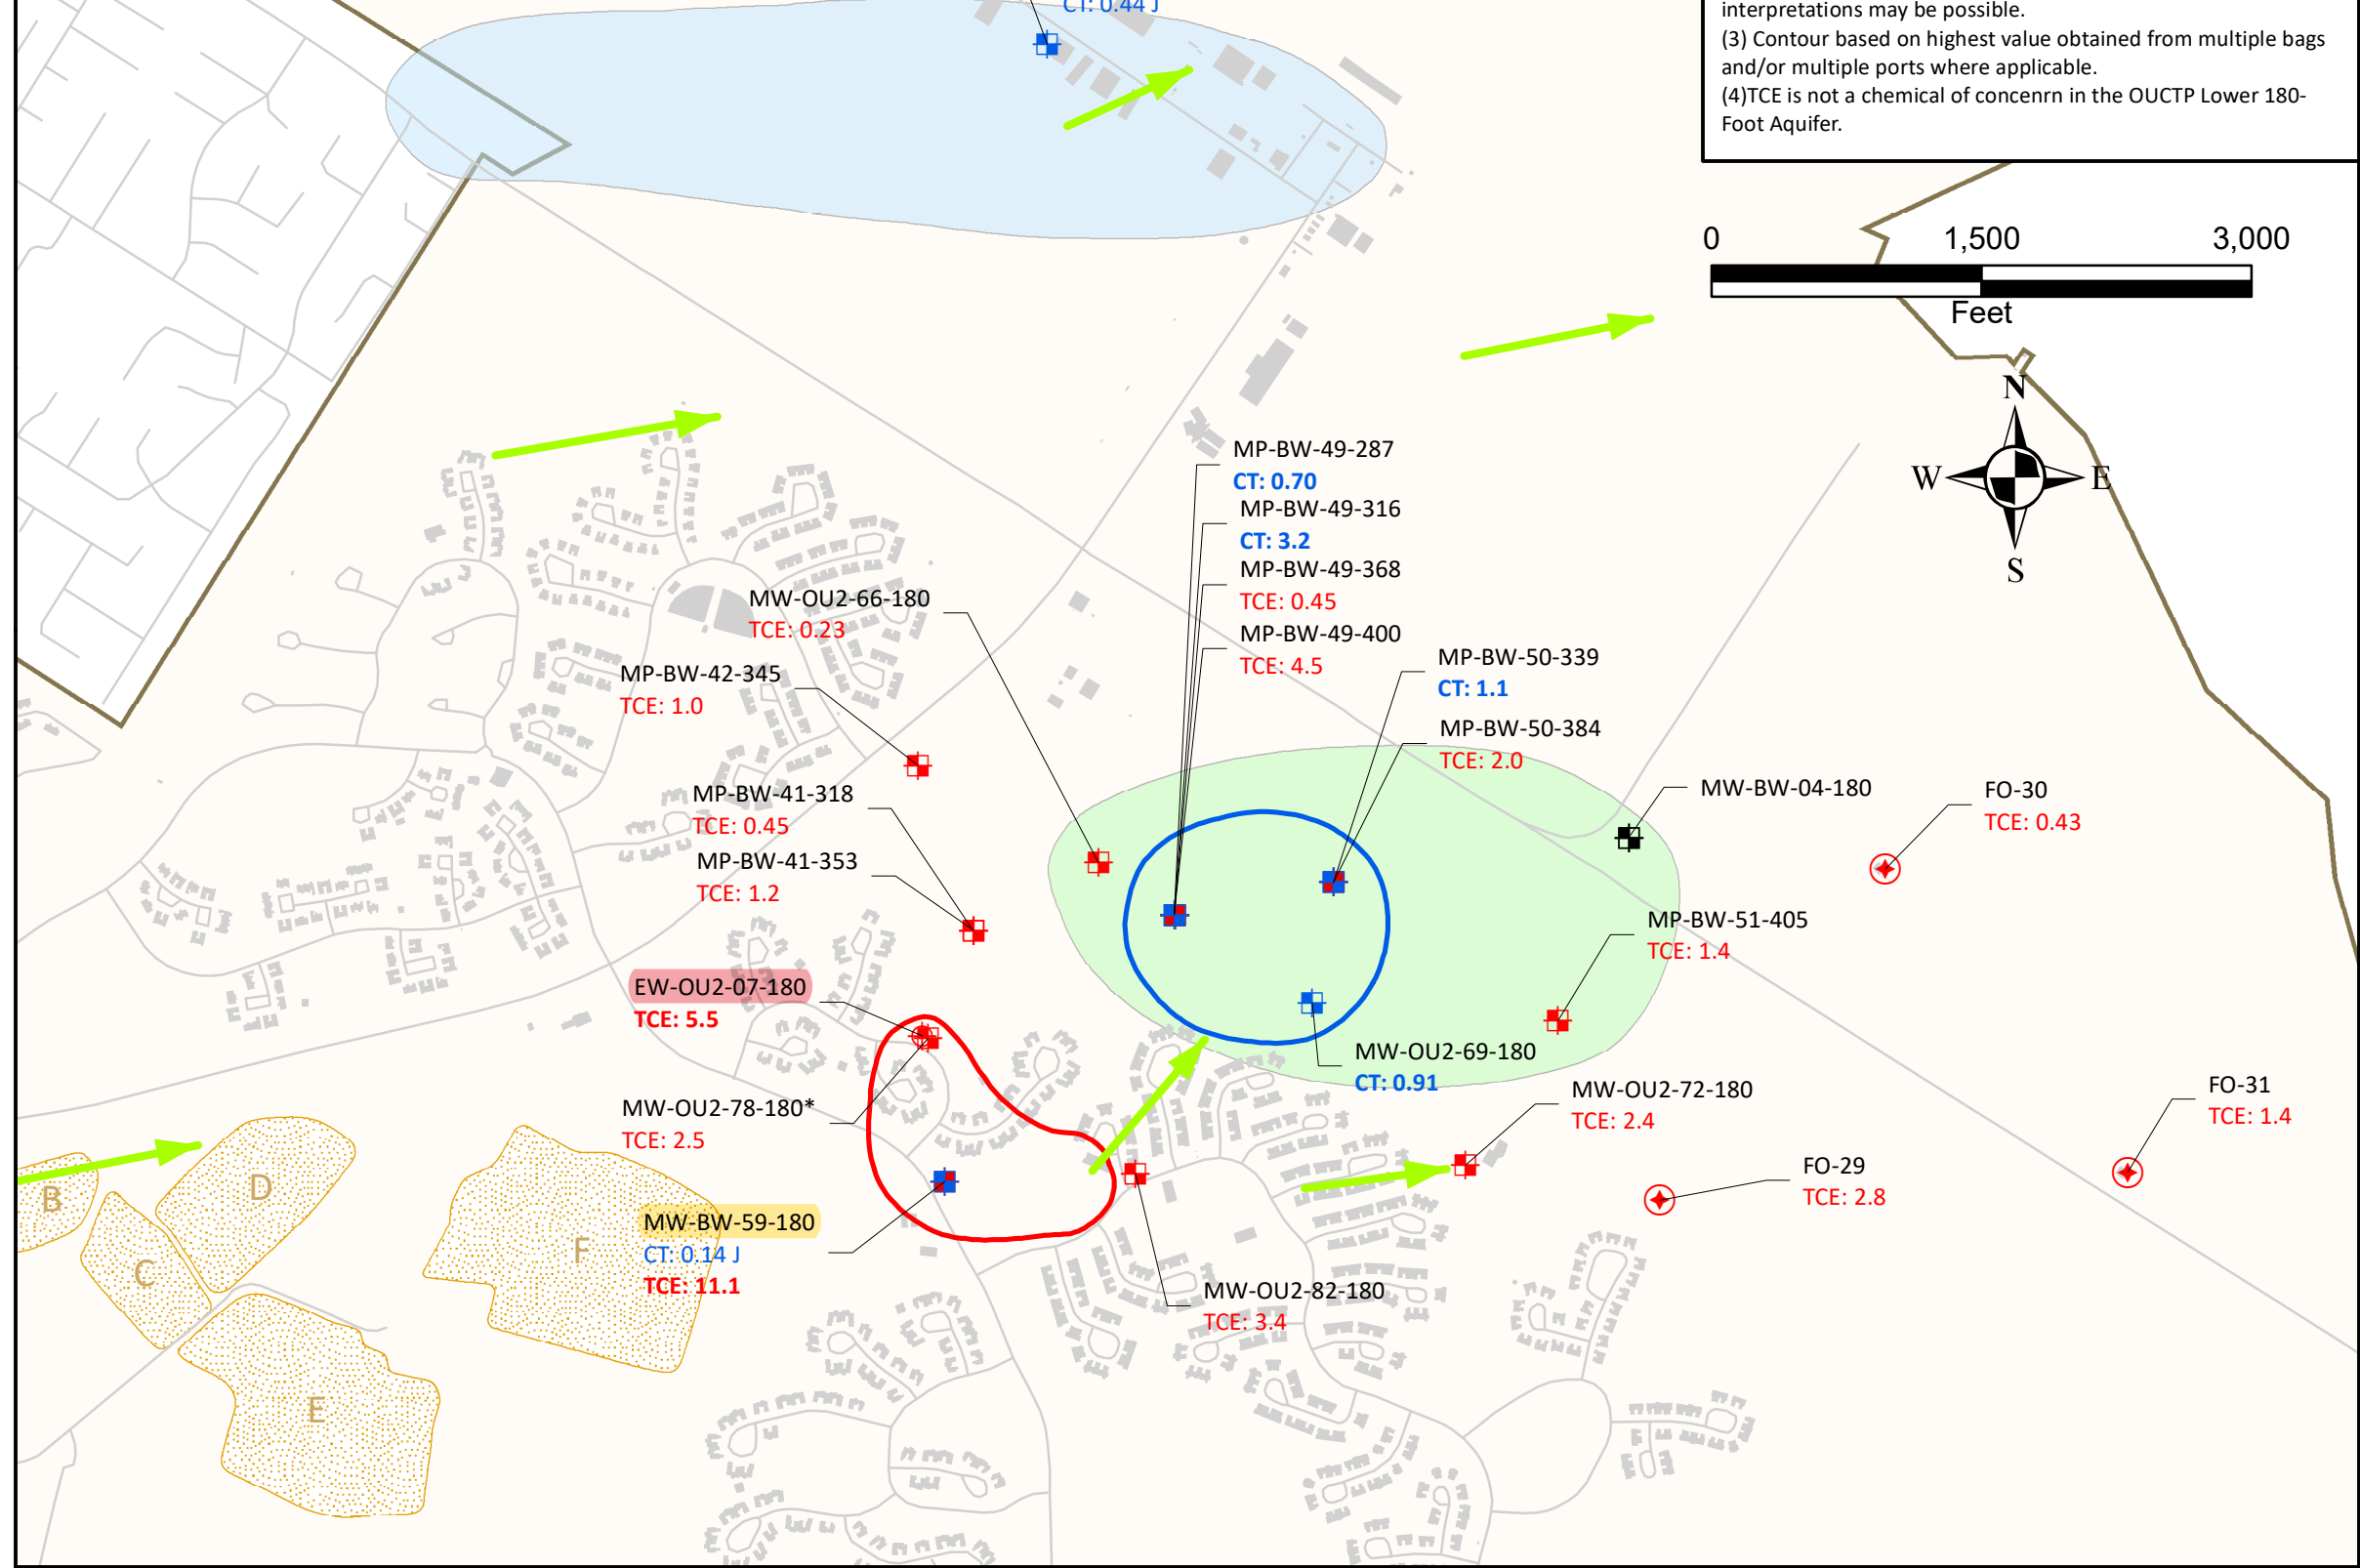 CT: 0.44 J
interpretations may be possible.
(3) Contour based on highest value obtained from multiple bags
and/or multiple ports where applicable.
(4)TCE is not a chemical of concenrn in the OUCTP Lower 180-
Foot Aquifer.
0 1,500 3,000
Feet
N
W E
S
MP-BW-49-287
CT: 0.70
MP-BW-49-316
CT: 3.2
MP-BW-49-368
TCE: 0.45
MP-BW-49-400
TCE: 4.5
MW-OU2-66-180
TCE: 0.23
MP-BW-42-345
TCE: 1.0
MP-BW-50-339
CT: 1.1
MP-BW-50-384
TCE: 2.0
MW-BW-04-180
FO-30
TCE: 0.43
MP-BW-41-318
TCE: 0.45
MP-BW-41-353
TCE: 1.2
MP-BW-51-405
TCE: 1.4
EW-OU2-07-180
TCE: 5.5
MW-OU2-69-180
CT: 0.91
MW-OU2-72-180
TCE: 2.4
FO-31
TCE: 1.4
MW-OU2-78-180*
TCE: 2.5
FO-29
TCE: 2.8
MW-BW-59-180
CT: 0.14 J
TCE: 11.1
MW-OU2-82-180
TCE: 3.4
B
D
C
F
E